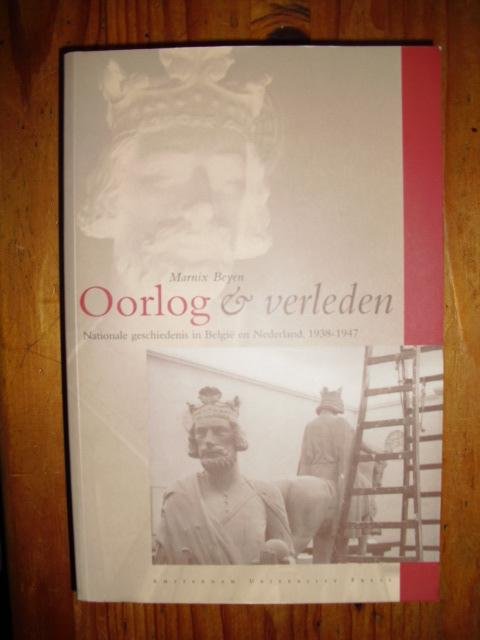 Marnix Beyen
Oorlog & verleden
Nationale geschiedenis in België en Nederland, 1938-1947
Amsterdam University Press